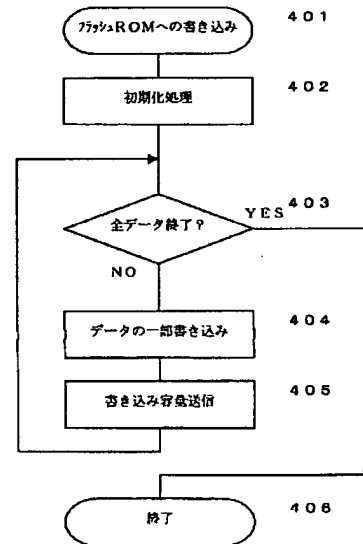 フラッシュROMへの書き込み 401
初期化処理 402
全データ終了? YES 403
NO
データの一部書き込み 404
書き込み容量送信 405
終了 406